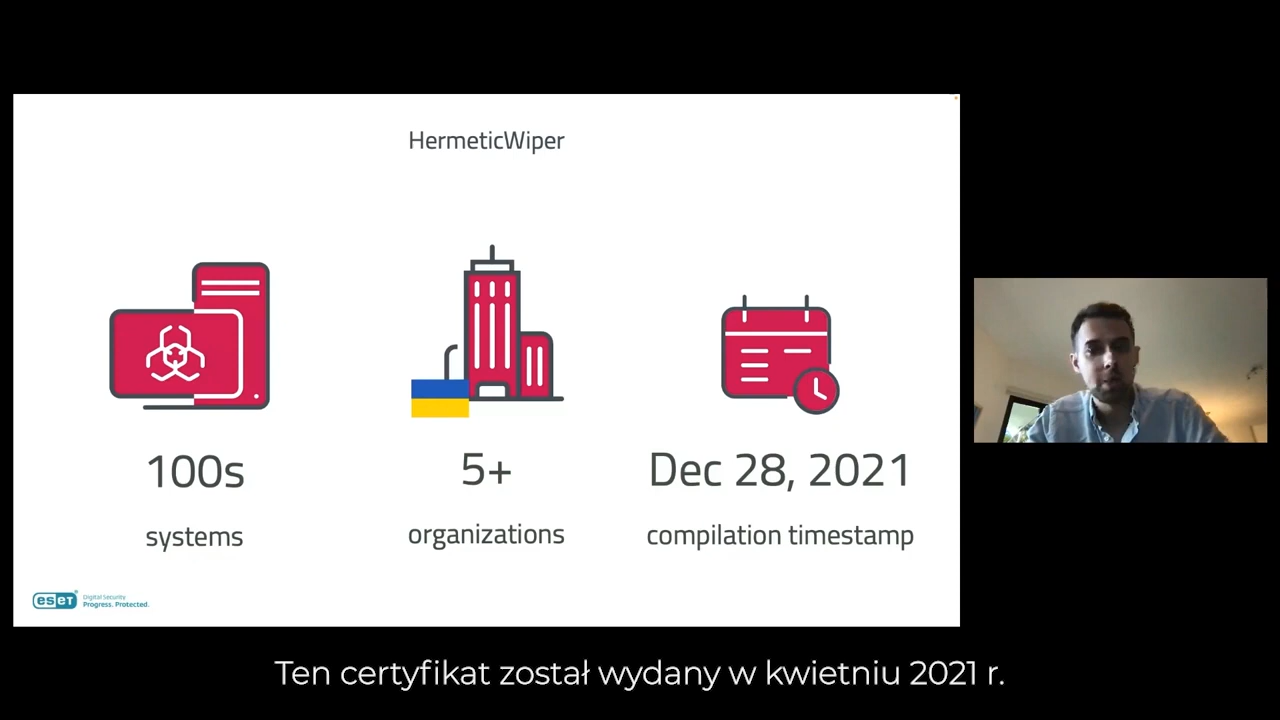 HermeticWiper
100s
systems
5+
organizations
Dec 28, 2021
compilation timestamp
eset
Digital Security
Progress. Protected.
Ten certyfikat został wydany w kwietniu 2021 r.